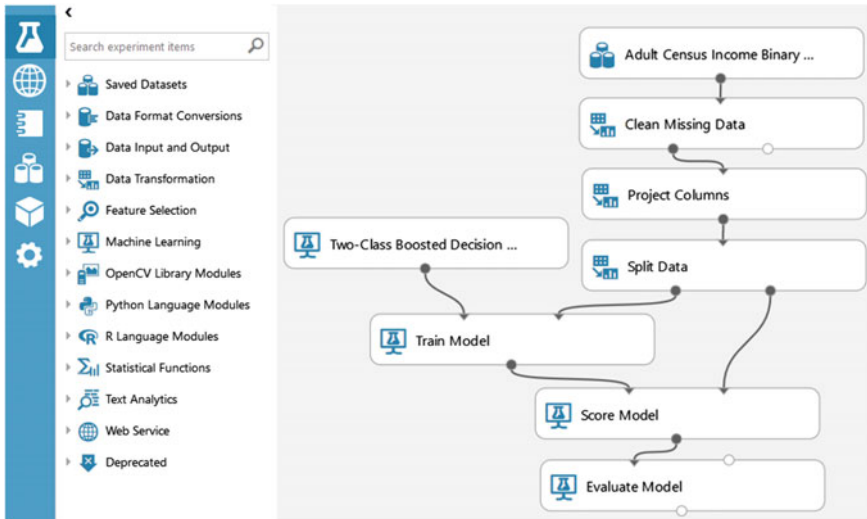 Search experiment items
Saved Datasets
Data Format Conversions
Data Input and Output
Data Transformation
Feature Selection
Machine Learning
OpenCV Library Modules
Python Language Modules
R Language Modules
Statistical Functions
Text Analytics
Web Service
Deprecated
Adult Census Income Binary ...
Clean Missing Data
Project Columns
Two-Class Boosted Decision ...
Split Data
Train Model
Score Model
Evaluate Model